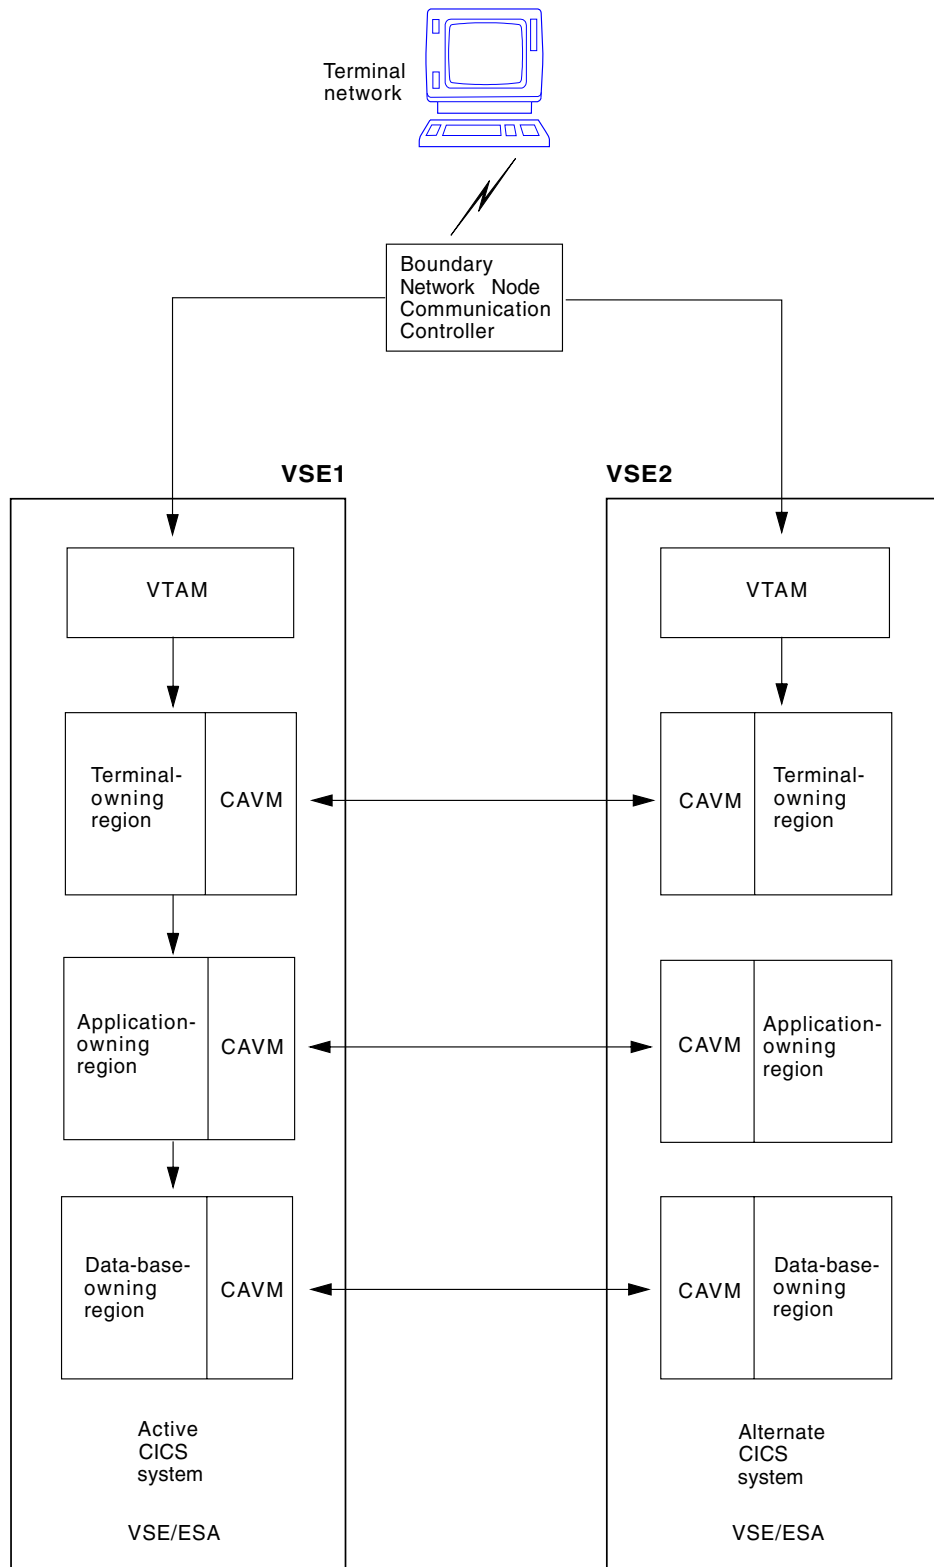 Terminal
network
Boundary
Network Node
Communication
Controller
VSE1
VSE2
VTAM
VTAM
Terminal-
owning
region
CAVM
CAVM
Terminal-
owning
region
Application-
owning
region
CAVM
CAVM
Application-
owning
region
Data-base-
owning
region
CAVM
CAVM
Data-base-
owning
region
Active
CICS
system
Alternate
CICS
system
VSE/ESA
VSE/ESA